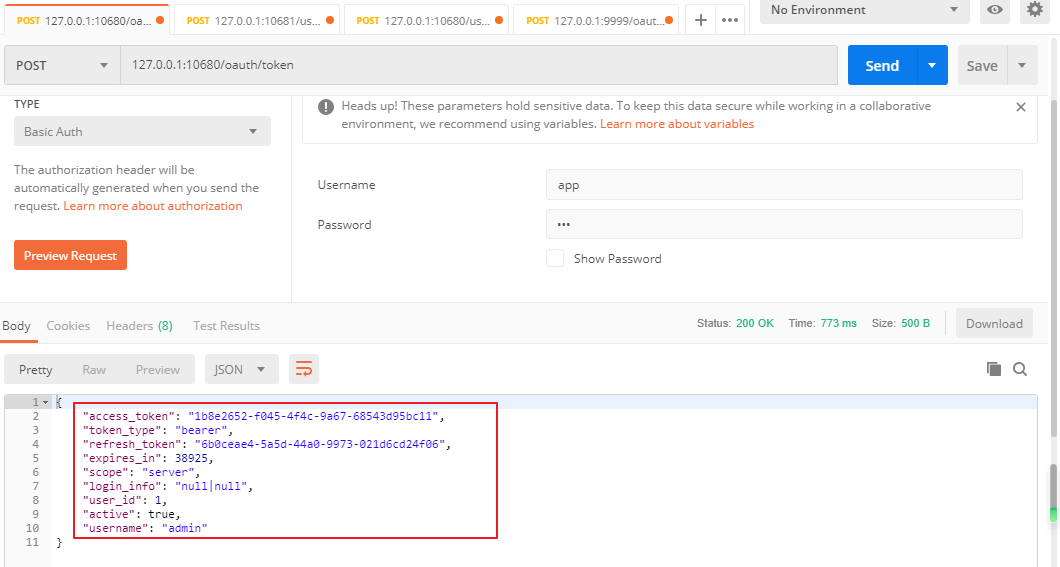 POST 127.0.0.1:10680/oa... POST 127.0.0.1:10681/us... POST 127.0.0.1:10680/us... POST 127.0.0.1:9999/oaut... + ••• No Environment
POST 127.0.0.1:10680/oauth/token Send Save
TYPE
Basic Auth
The authorization header will be
automatically generated when you send the
request. Learn more about authorization
Preview Request
Heads up! These parameters hold sensitive data. To keep this data secure while working in a collaborative
environment, we recommend using variables. Learn more about variables
Username app
Password •••
Show Password
Body Cookies Headers (8) Test Results Status: 200 OK Time: 773 ms Size: 500 B Download
Pretty Raw Preview JSON
1 {
2 "access_token": "1b8e2652-f045-4f4c-9a67-68543d95bc11",
3 "token_type": "bearer",
4 "refresh_token": "6b0ceae4-5a5d-44a0-9973-021d6cd24f06",
5 "expires_in": 38925,
6 "scope": "server",
7 "login_info": "null|null",
8 "user_id": 1,
9 "active": true,
10 "username": "admin"
11 }